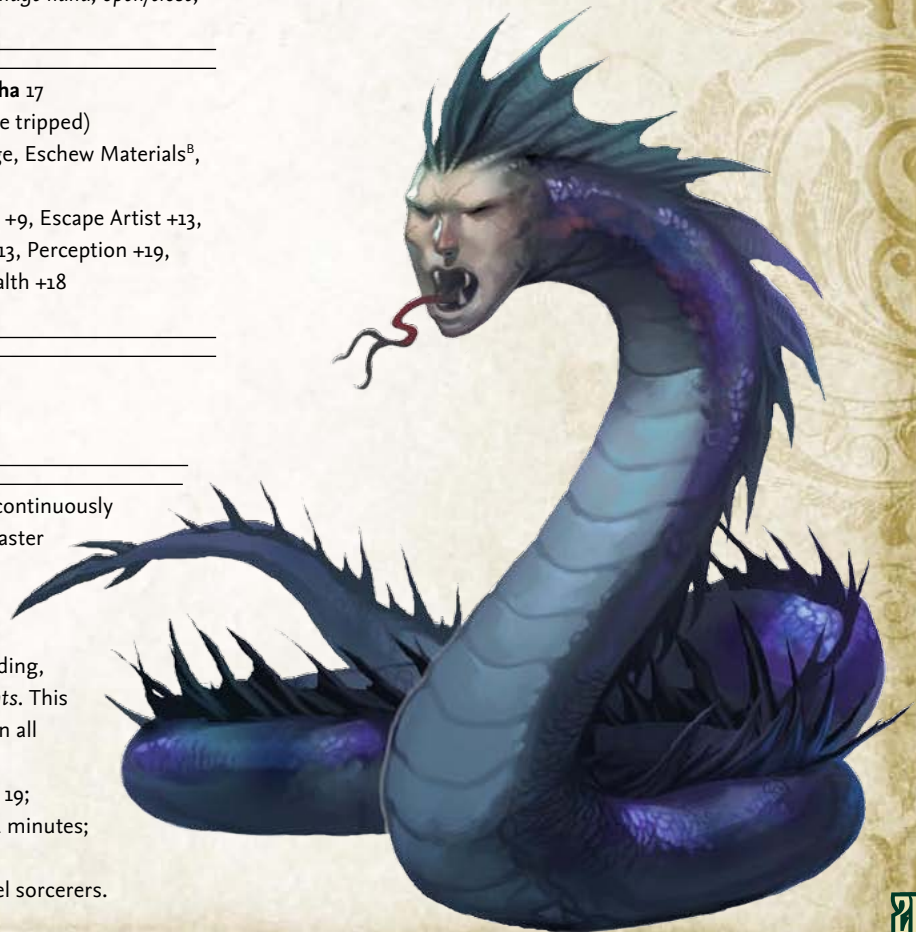 ha 17
e tripped)
ge, Eschew Materialsᴮ,
+9, Escape Artist +13,
13, Perception +19,
alth +18
continuously
aster
ding,
ts. This
n all
19;
minutes;
el sorcerers.